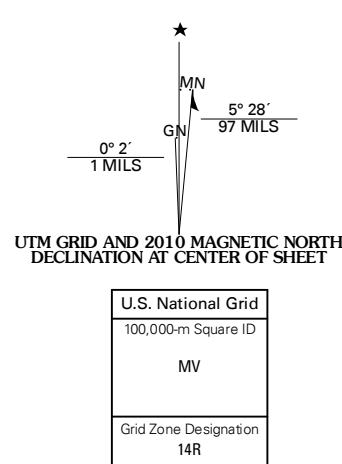 ★
MN
5° 28´
97 MILS
GN
0° 2´
1 MILS
UTM GRID AND 2010 MAGNETIC NORTH
DECLINATION AT CENTER OF SHEET
U.S. National Grid
100,000-m Square ID
MV
Grid Zone Designation
14R